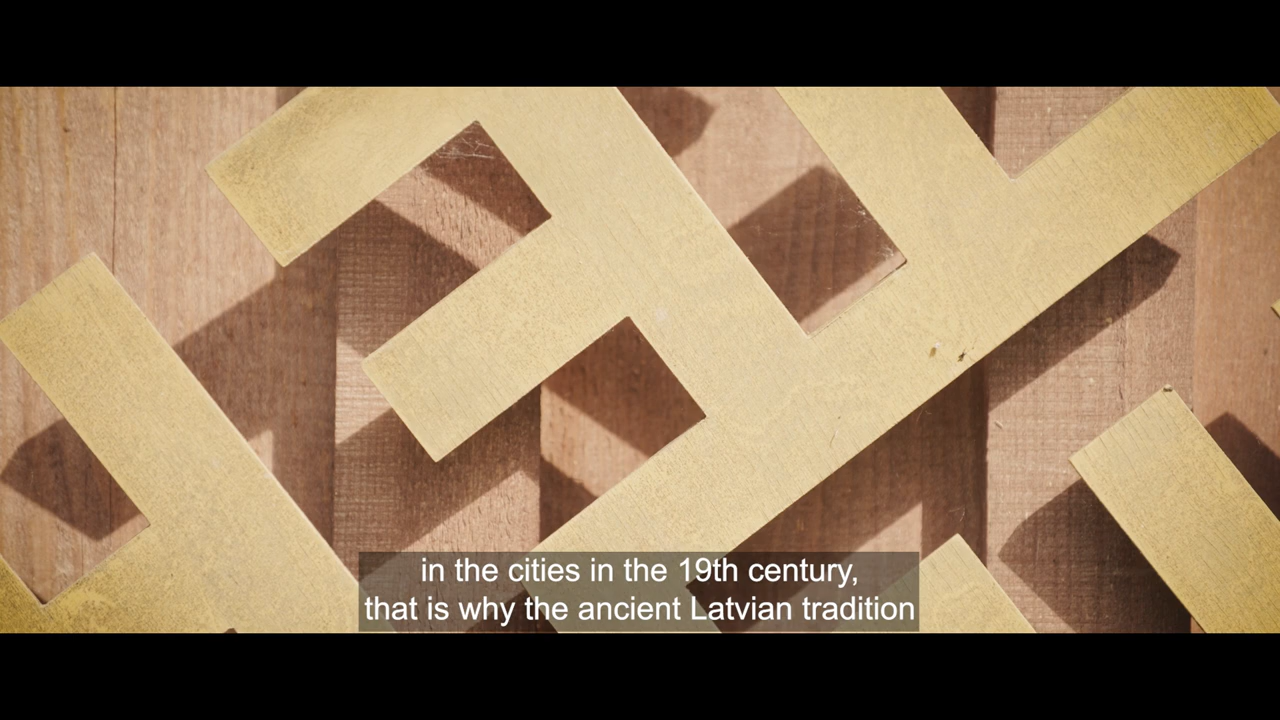 in the cities in the 19th century,
that is why the ancient Latvian tradition